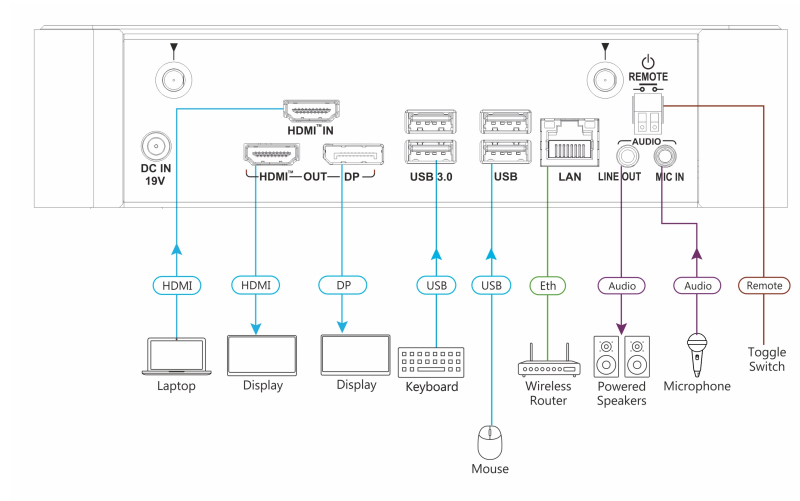 REMOTE
HDMI™IN
AUDIO
DC IN
19V
HDMI™ OUT DP
USB 3.0
USB
LAN
LINE OUT
MIC IN
HDMI
HDMI
DP
USB
USB
Eth
Audio
Audio
Remote
Laptop
Display
Display
Keyboard
Wireless
Router
Powered
Speakers
Microphone
Toggle
Switch
Mouse